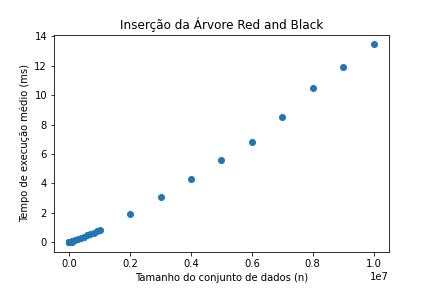 Inserção da Árvore Red and Black
Tempo de execução médio (ms)
14
12
10
8
6
4
2
0
0.0 0.2 0.4 0.6 0.8 1.0
1e7
Tamanho do conjunto de dados (n)